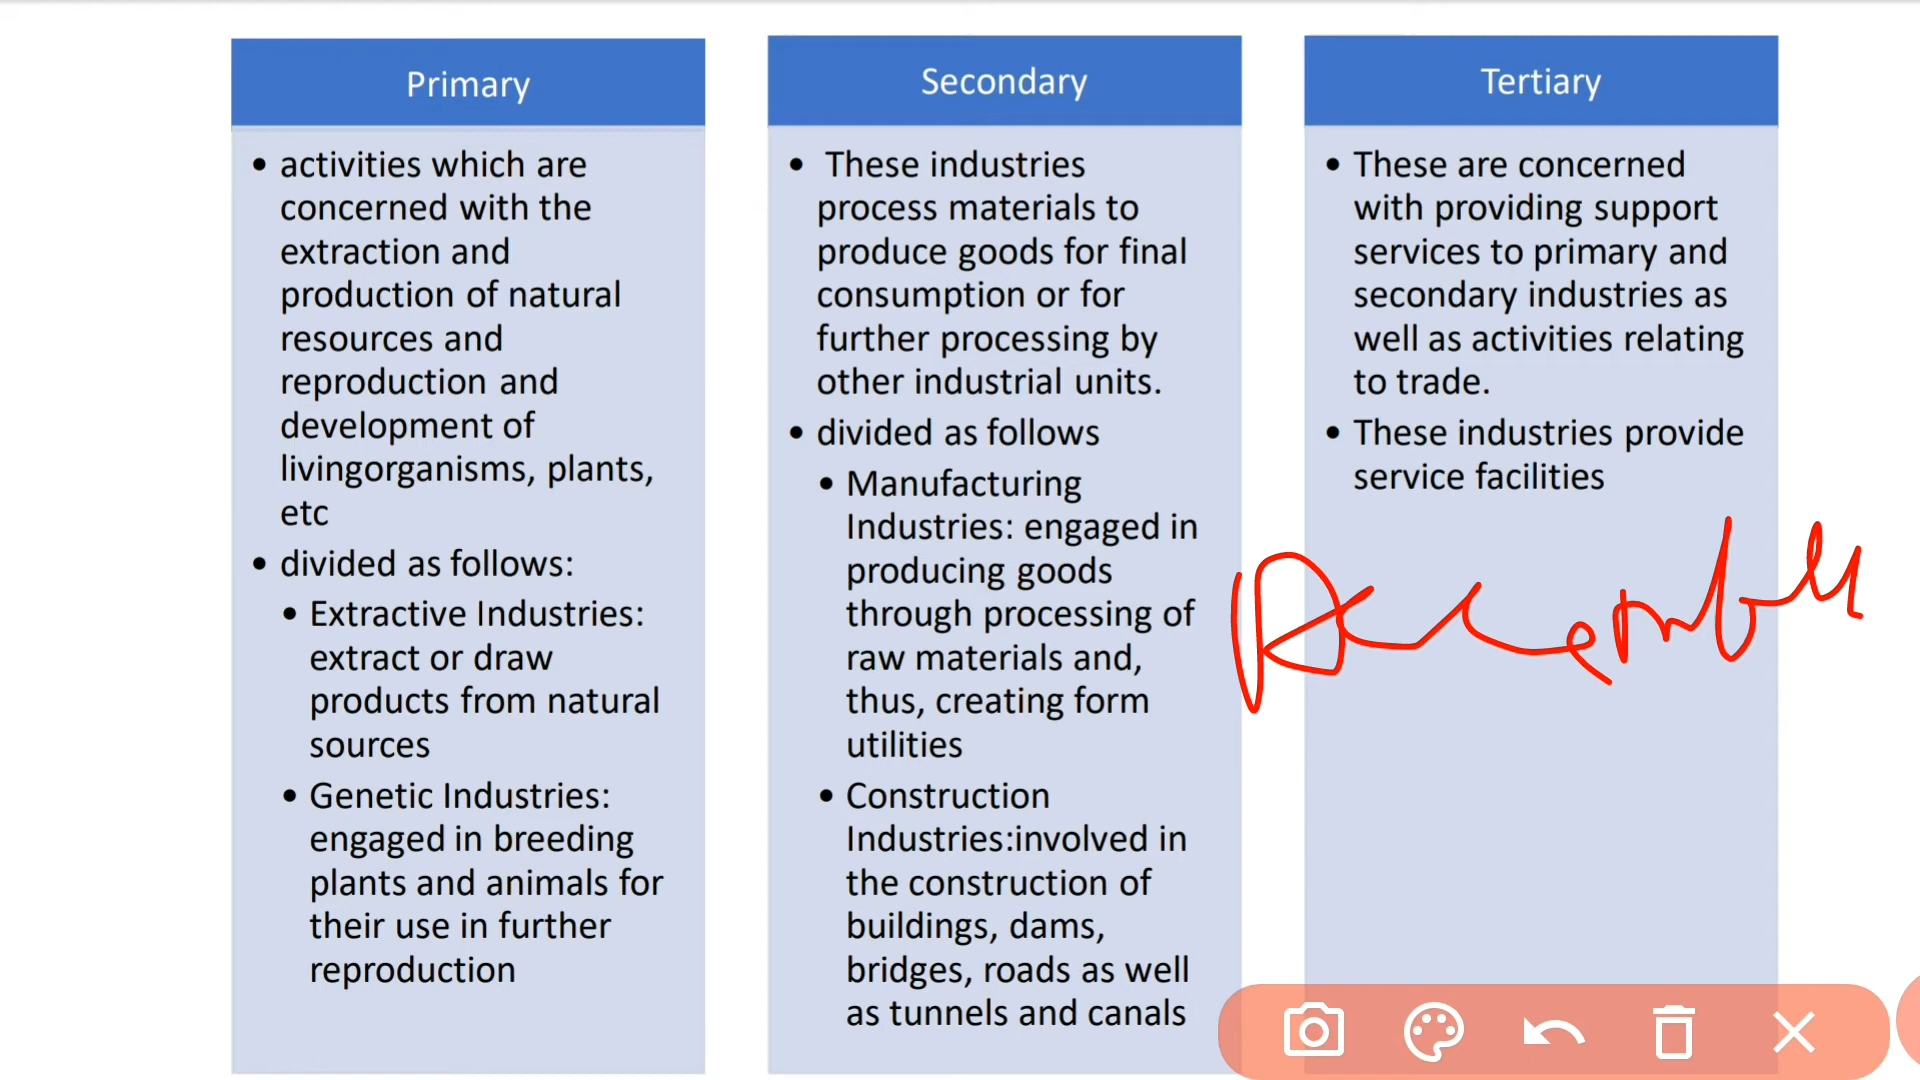 Primary
• activities which are
concerned with the
extraction and
production of natural
resources and
reproduction and
development of
livingorganisms, plants,
etc
• divided as follows:
• Extractive Industries:
extract or draw
products from natural
sources
• Genetic Industries:
engaged in breeding
plants and animals for
their use in further
reproduction
Secondary
• These industries
process materials to
produce goods for final
consumption or for
further processing by
other industrial units.
• divided as follows
• Manufacturing
Industries: engaged in
producing goods
through processing of
raw materials and,
thus, creating form
utilities
• Construction
Industries:involved in
the construction of
buildings, dams,
bridges, roads as well
as tunnels and canals
Tertiary
• These are concerned
with providing support
services to primary and
secondary industries as
well as activities relating
to trade.
• These industries provide
service facilities